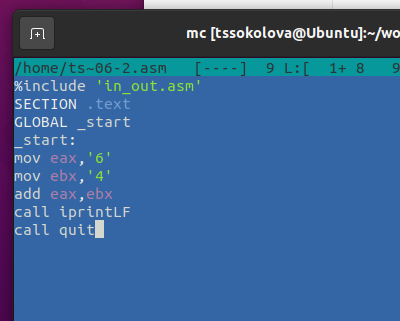 mc [tssokolova@Ubuntu]:~/wo
/home/ts~06-2.asm [----] 9 L:[ 1+ 8 9
%include 'in_out.asm'
SECTION .text
GLOBAL _start
_start:
mov eax,'6'
mov ebx,'4'
add eax,ebx
call iprintLF
call quit